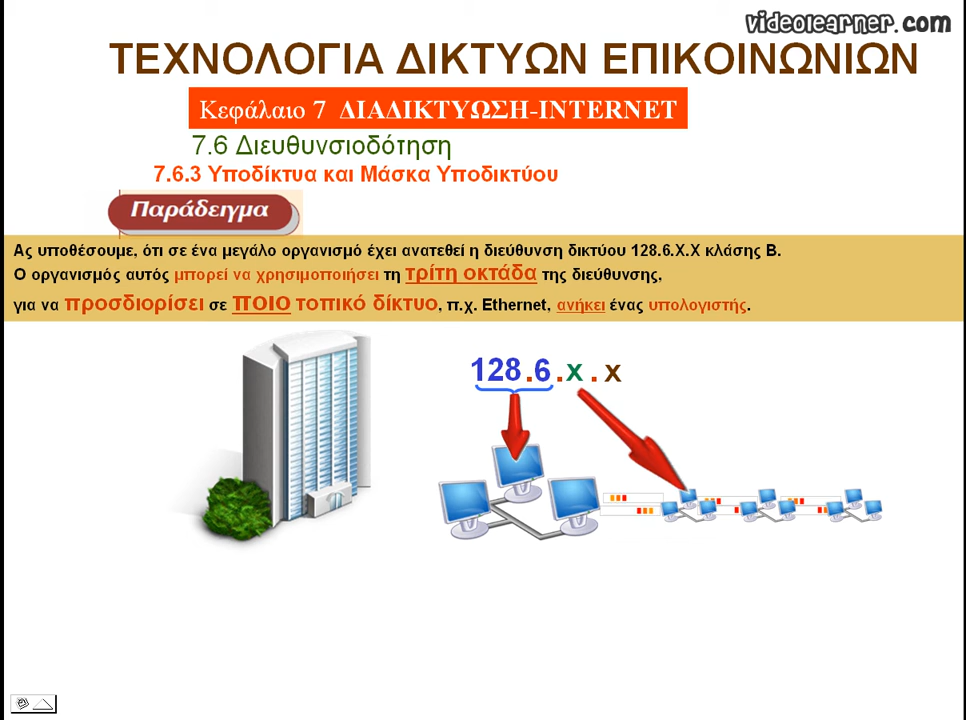 videolearner.com
ΤΕΧΝΟΛΟΓΙΑ ΔΙΚΤΥΩΝ ΕΠΙΚΟΙΝΩΝΙΩΝ
Κεφάλαιο 7 ΔΙΑΔΙΚΤΥΩΣΗ-INTERNET
7.6 Διευθυνσιοδότηση
7.6.3 Υποδίκτυα και Μάσκα Υποδικτύου
Παράδειγμα
Ας υποθέσουμε, ότι σε ένα μεγάλο οργανισμό έχει ανατεθεί η διεύθυνση δικτύου 128.6.X.X κλάσης Β.
Ο οργανισμός αυτός μπορεί να χρησιμοποιήσει τη τρίτη οκτάδα της διεύθυνσης,
για να προσδιορίσει σε ποιο τοπικό δίκτυο, π.χ. Ethernet, ανήκει ένας υπολογιστής.
128.6.x.x